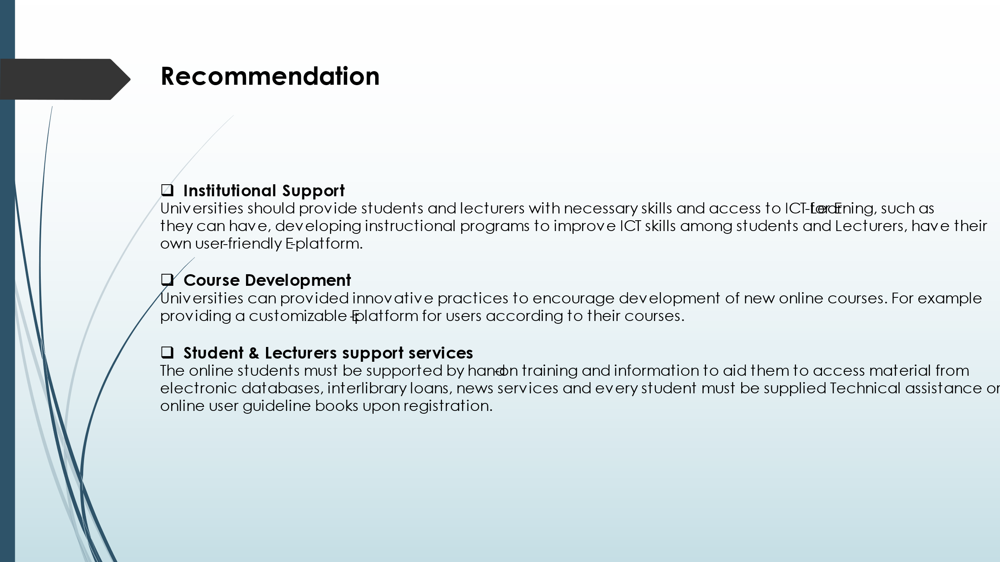 Recommendation
❑ Institutional Support
Universities should provide students and lecturers with necessary skills and access to ICT for E-Learning, such as
they can have, developing instructional programs to improve ICT skills among students and Lecturers, have their
own user-friendly E-platform.
❑ Course Development
Universities can provided innovative practices to encourage development of new online courses. For example
providing a customizable E-platform for users according to their courses.
❑ Student & Lecturers support services
The online students must be supported by hand-on training and information to aid them to access material from
electronic databases, interlibrary loans, news services and every student must be supplied Technical assistance or
online user guideline books upon registration.